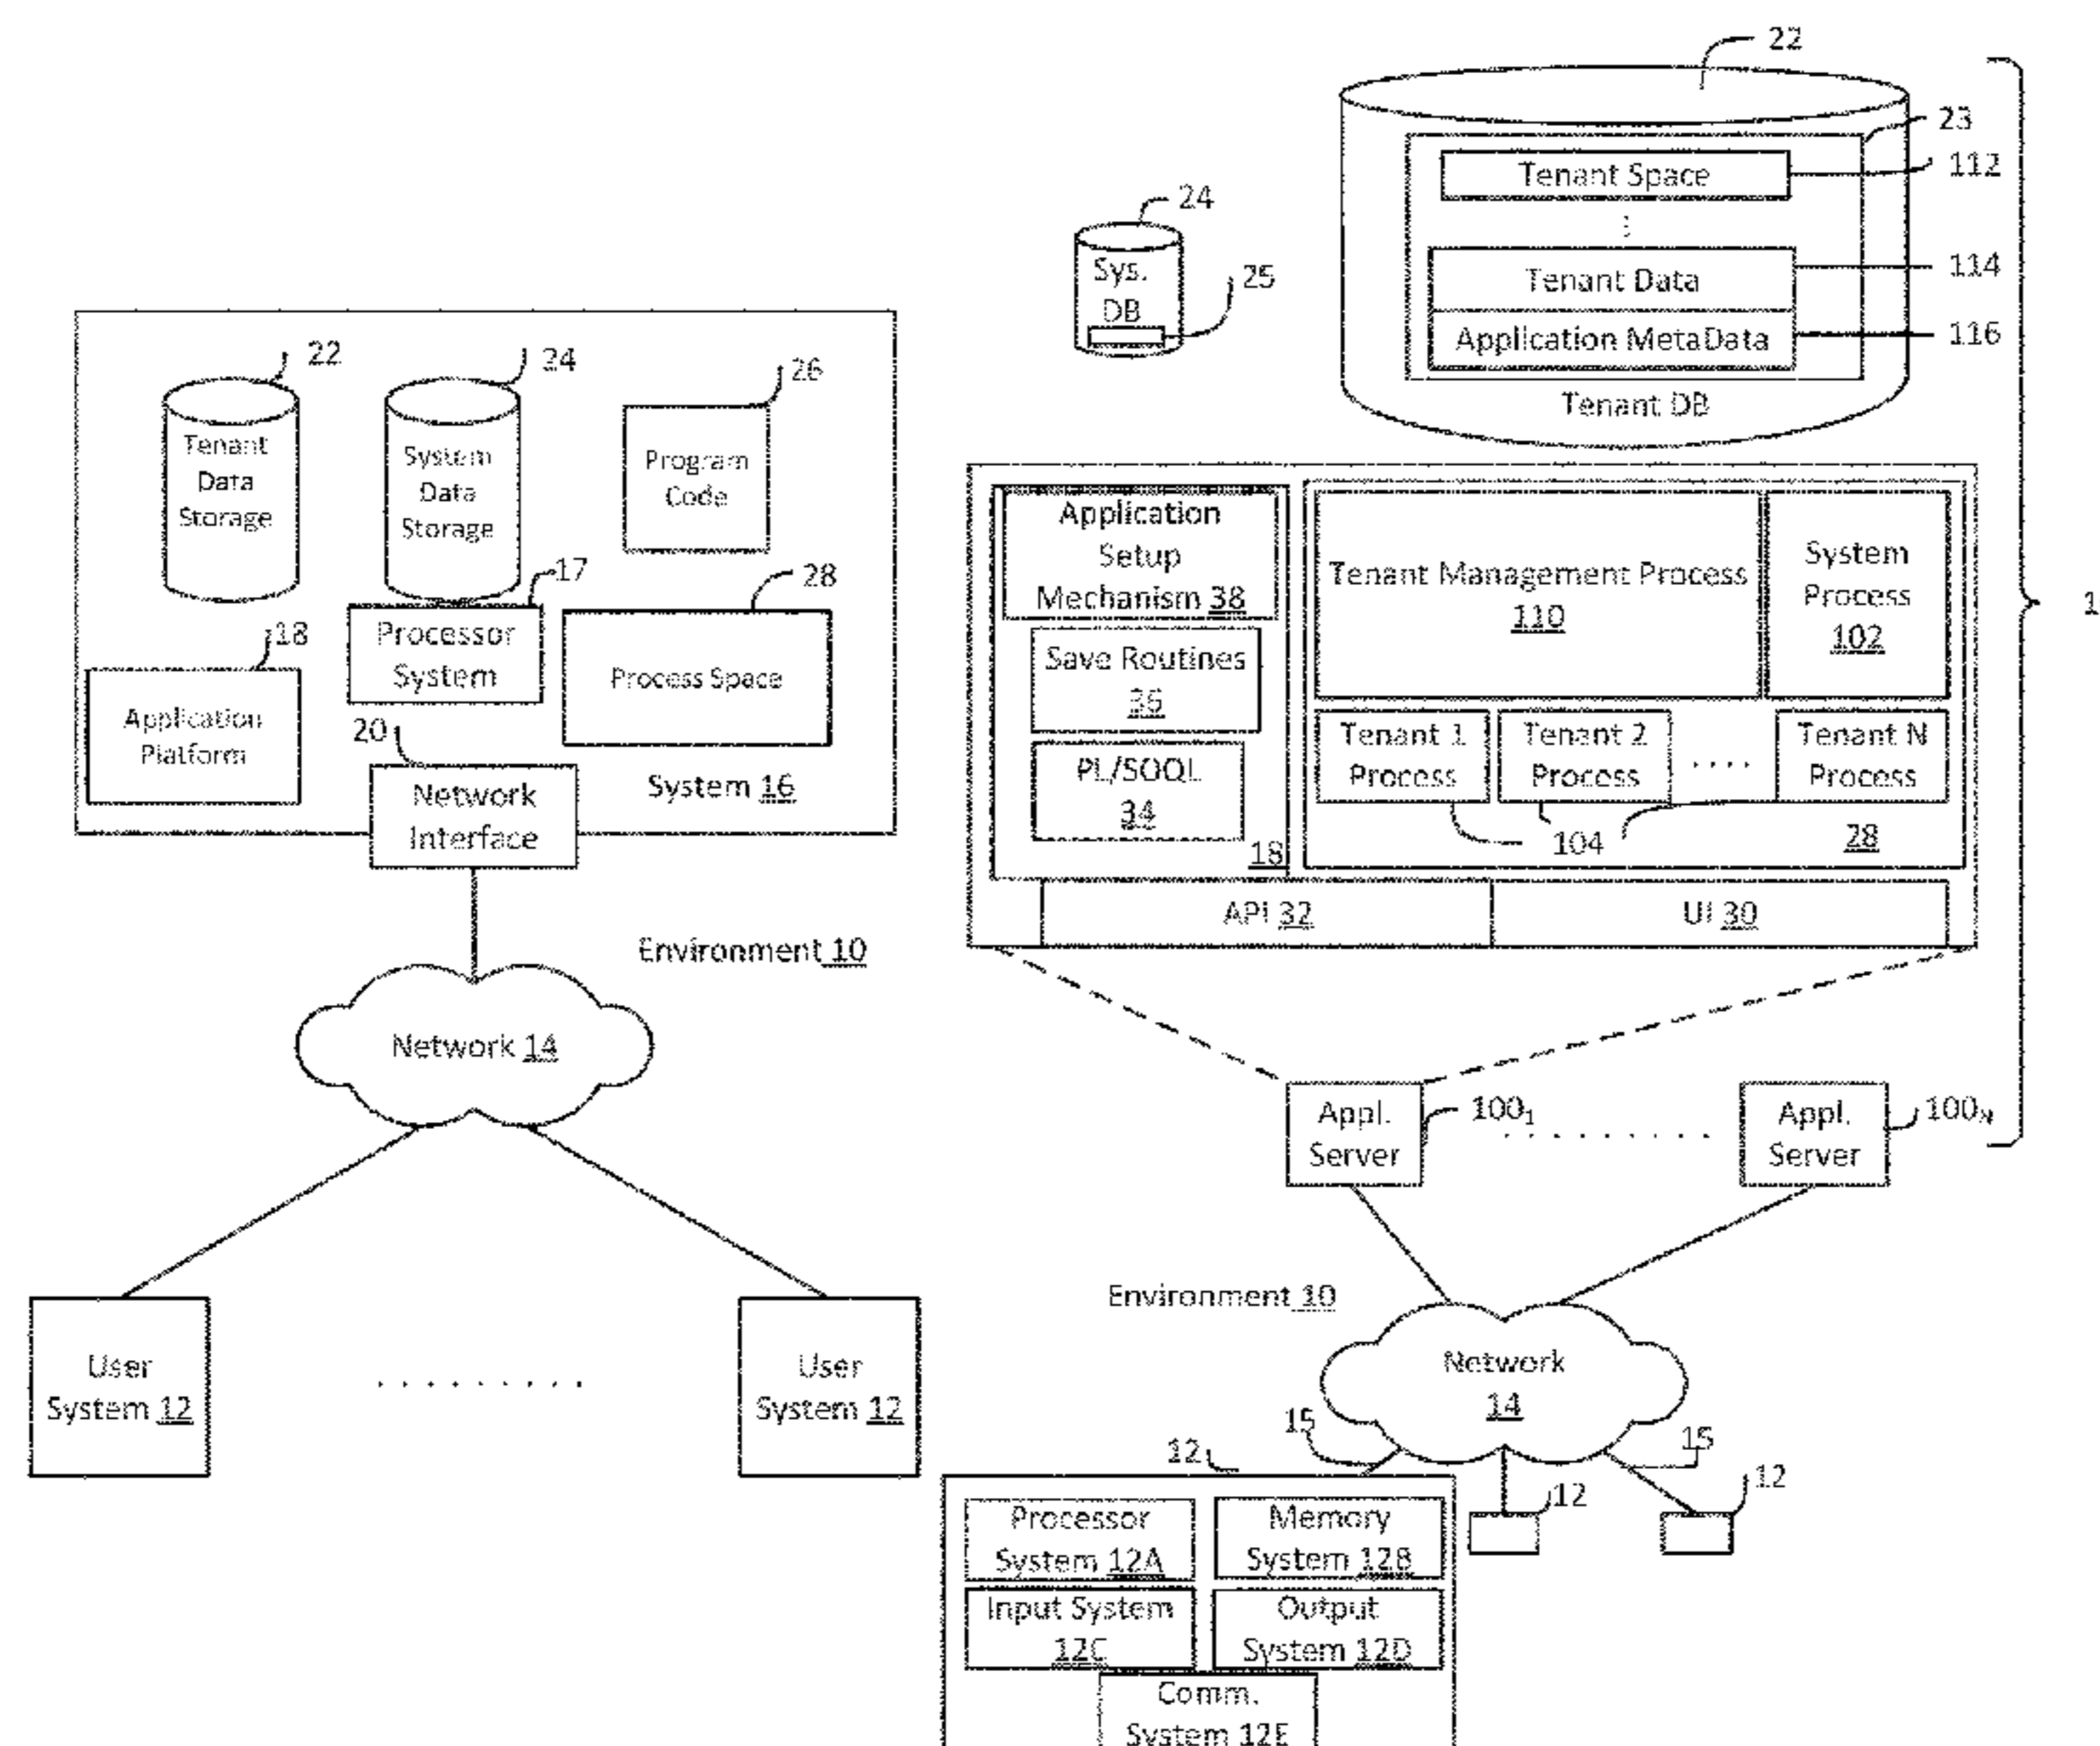 22
24
26
Tenant
Data
Storage
System
Data
Storage
Program
Code
17
28
18
Processor
System
Process Space
Application
Platform
20
Network
Interface
System 16
Environment 10
Network 14
User
System 12
. . . . . . . . .
User
System 12
22
23
Tenant Space
112
24
Sys.
DB
25
Tenant Data
114
Application MetaData
116
Tenant DB
1
Application
Setup
Mechanism 38
Save Routines
36
PL/SOQL
34
18
Tenant Management Process
110
System
Process
102
Tenant 1
Process
Tenant 2
Process
. . . .
Tenant N
Process
104
28
API 32
UI 30
Appl.
Server
100₁
. . . . . . . . .
Appl.
Server
100N
Environment 10
Network
14
15
15
12
12
12
Processor
System 12A
Memory
System 12B
Input System
12C
Output
System 12D
Comm.
System 12E